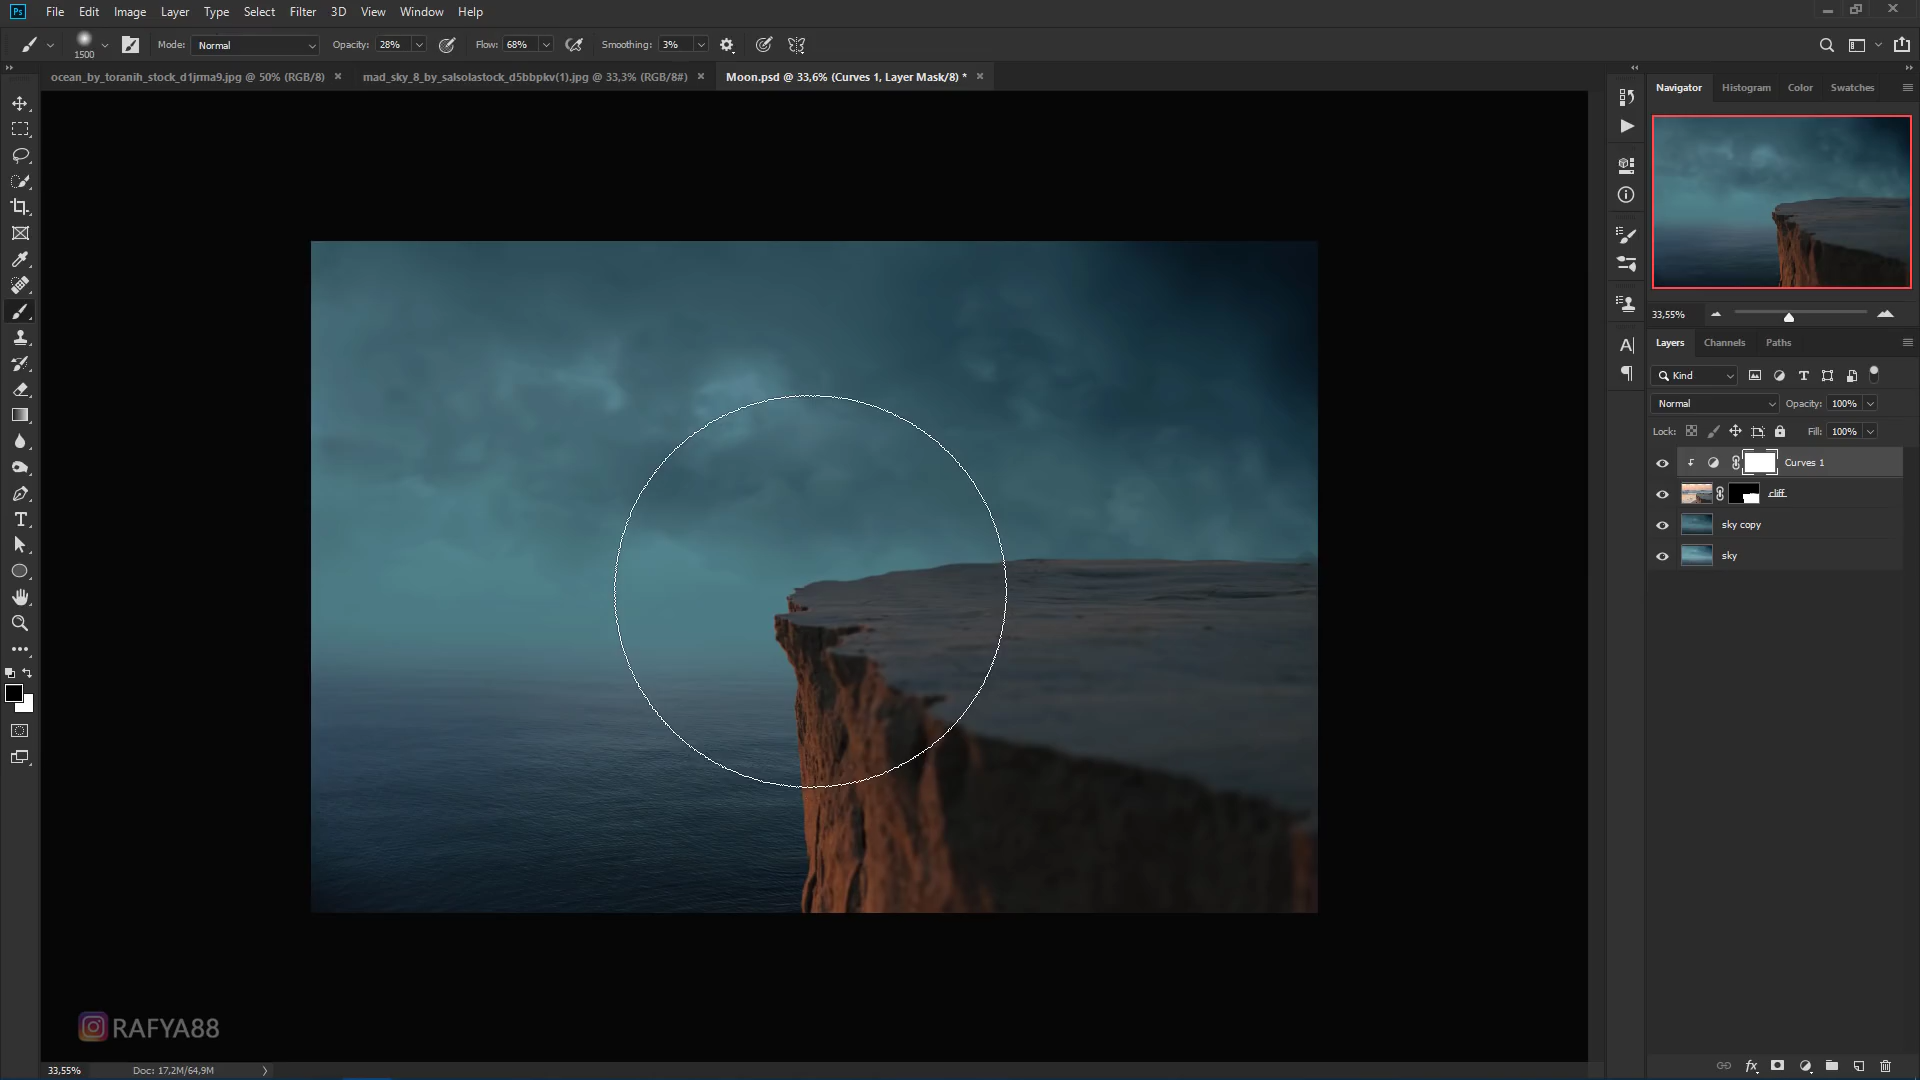 Ps File Edit Image Layer Type Select Filter 3D View Window Help
1500 Mode: Normal Opacity: 28% Flow: 68% Smoothing: 3%
ocean_by_toranih_stock_d1jrma9.jpg @ 50% (RGB/8) × mad_sky_8_by_salsolastock_d5bbpkv(1).jpg @ 33,3% (RGB/8#) × Moon.psd @ 33,6% (Curves 1, Layer Mask/8) * ×
Navigator Histogram Color Swatches
33,55%
Layers Channels Paths
Kind
Normal Opacity: 100%
Lock: Fill: 100%
Curves 1
cliff
sky copy
sky
RAFYA88
33,55% Doc: 17,2M/64,9M